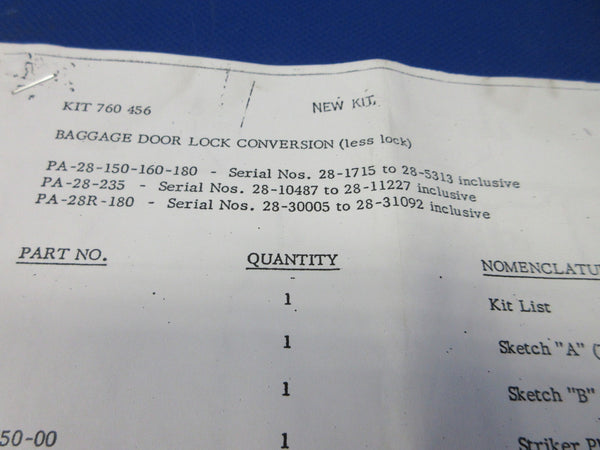 KIT 760 456 NEW KIT.
BAGGAGE DOOR LOCK CONVERSION (less lock)
PA-28-150-160-180 - Serial Nos. 28-1715 to 28-5313 inclusive
PA-28-235 - Serial Nos. 28-10487 to 28-11227 inclusive
PA-28R-180 - Serial Nos. 28-30005 to 28-31092 inclusive
PART NO. QUANTITY NOMENCLATU
1 Kit List
1 Sketch "A" (
1 Sketch "B"
50-00 1 Striker